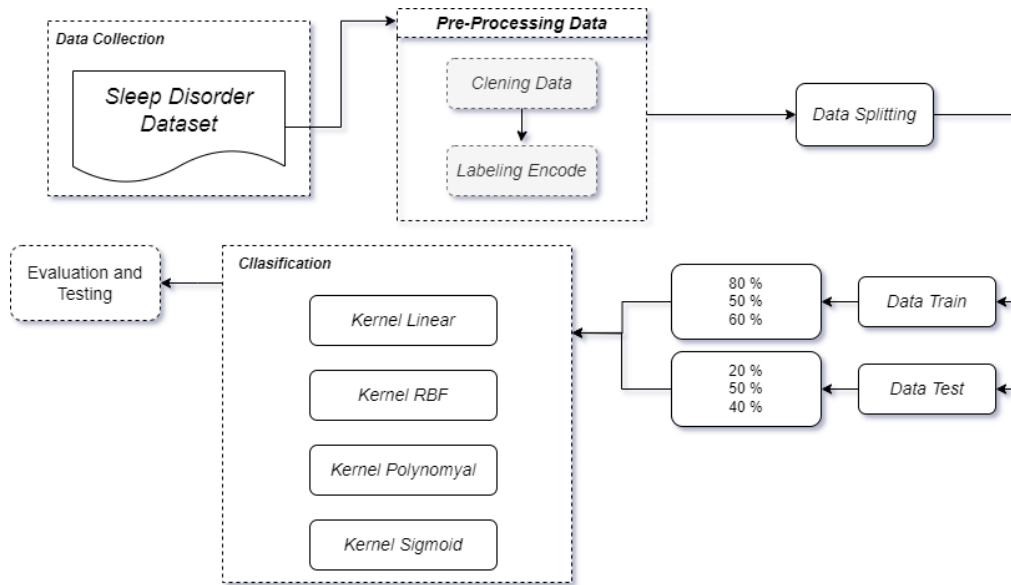 Data Collection
Sleep Disorder
Dataset
Pre-Processing Data
Clening Data
Labeling Encode
Data Splitting
Data Train
80 %
50 %
60 %
Data Test
20 %
50 %
40 %
Cllasification
Kernel Linear
Kernel RBF
Kernel Polynomyal
Kernel Sigmoid
Evaluation and
Testing